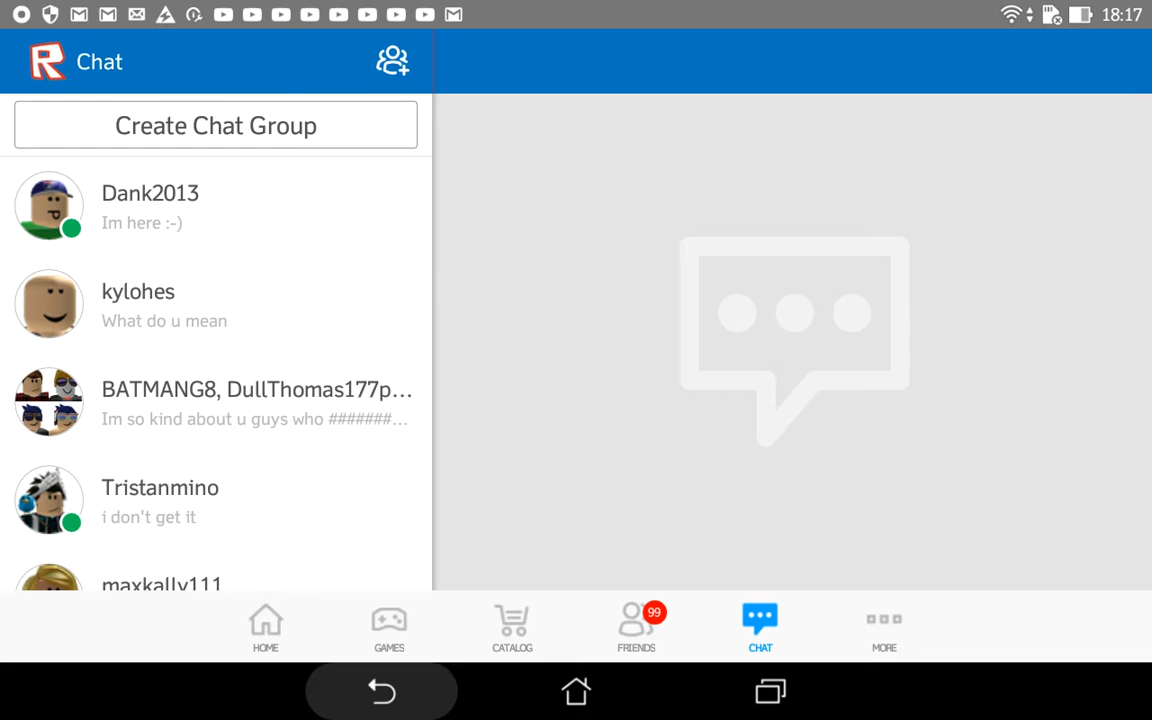 18:17
R Chat
Create Chat Group
Dank2013
Im here :-)
kylohes
What do u mean
BATMANG8, DullThomas177p...
Im so kind about u guys who #######...
Tristanmino
i don't get it
maxkally111
99
HOME GAMES CATALOG FRIENDS CHAT MORE